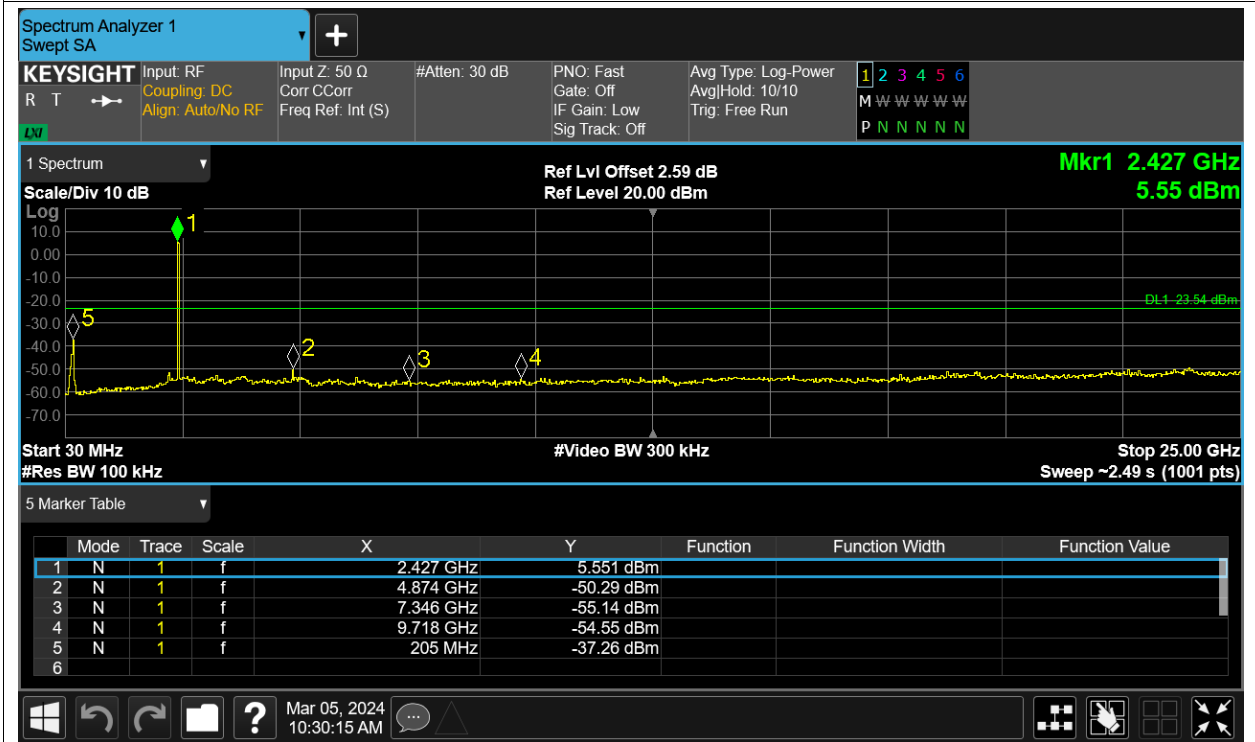 Spectrum Analyzer 1
Swept SA
+
KEYSIGHT
R T
LXI
Input: RF
Coupling: DC
Align: Auto/No RF
Input Z: 50 Ω
Corr CCorr
Freq Ref: Int (S)
#Atten: 30 dB
PNO: Fast
Gate: Off
IF Gain: Low
Sig Track: Off
Avg Type: Log-Power
Avg|Hold: 10/10
Trig: Free Run
1 2 3 4 5 6
M W W W W W
P N N N N N
1 Spectrum
Scale/Div 10 dB
Ref Lvl Offset 2.59 dB
Ref Level 20.00 dBm
Mkr1 2.427 GHz
5.55 dBm
Log
10.0
0.00
-10.0
-20.0
-30.0
-40.0
-50.0
-60.0
-70.0
1
5
2
3
4
DL1 -23.54 dBm
Start 30 MHz
#Res BW 100 kHz
#Video BW 300 kHz
Stop 25.00 GHz
Sweep ~2.49 s (1001 pts)
5 Marker Table
Mode Trace Scale X Y Function Function Width Function Value
1 N 1 f 2.427 GHz 5.551 dBm
2 N 1 f 4.874 GHz -50.29 dBm
3 N 1 f 7.346 GHz -55.14 dBm
4 N 1 f 9.718 GHz -54.55 dBm
5 N 1 f 205 MHz -37.26 dBm
6
?
Mar 05, 2024
10:30:15 AM